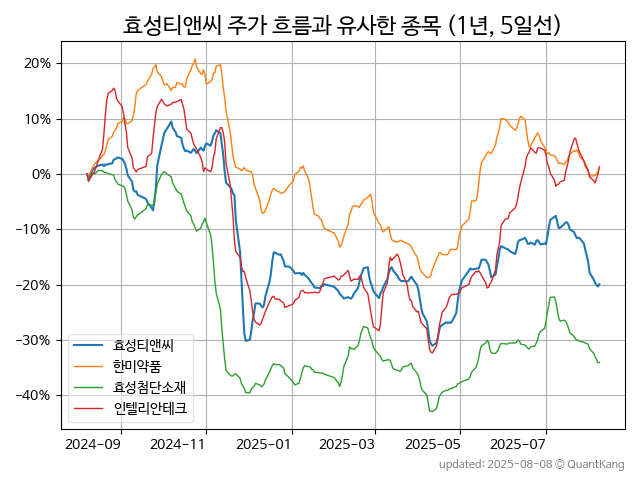 효성티앤씨 주가 흐름과 유사한 종목 (1년, 5일선)
20%
10%
0%
−10%
−20%
−30%
−40%
효성티앤씨
한미약품
효성첨단소재
인텔리안테크
2024-09
2024-11
2025-01
2025-03
2025-05
2025-07
updated: 2025-08-08 © QuantKang